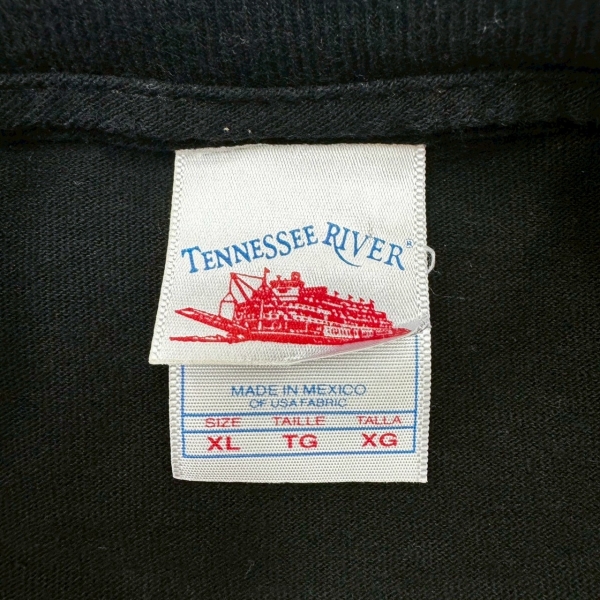 TENNESSEE RIVER®
MADE IN MEXICO
OF USA FABRIC
SIZE TAILLE TALLA
XL TG XG